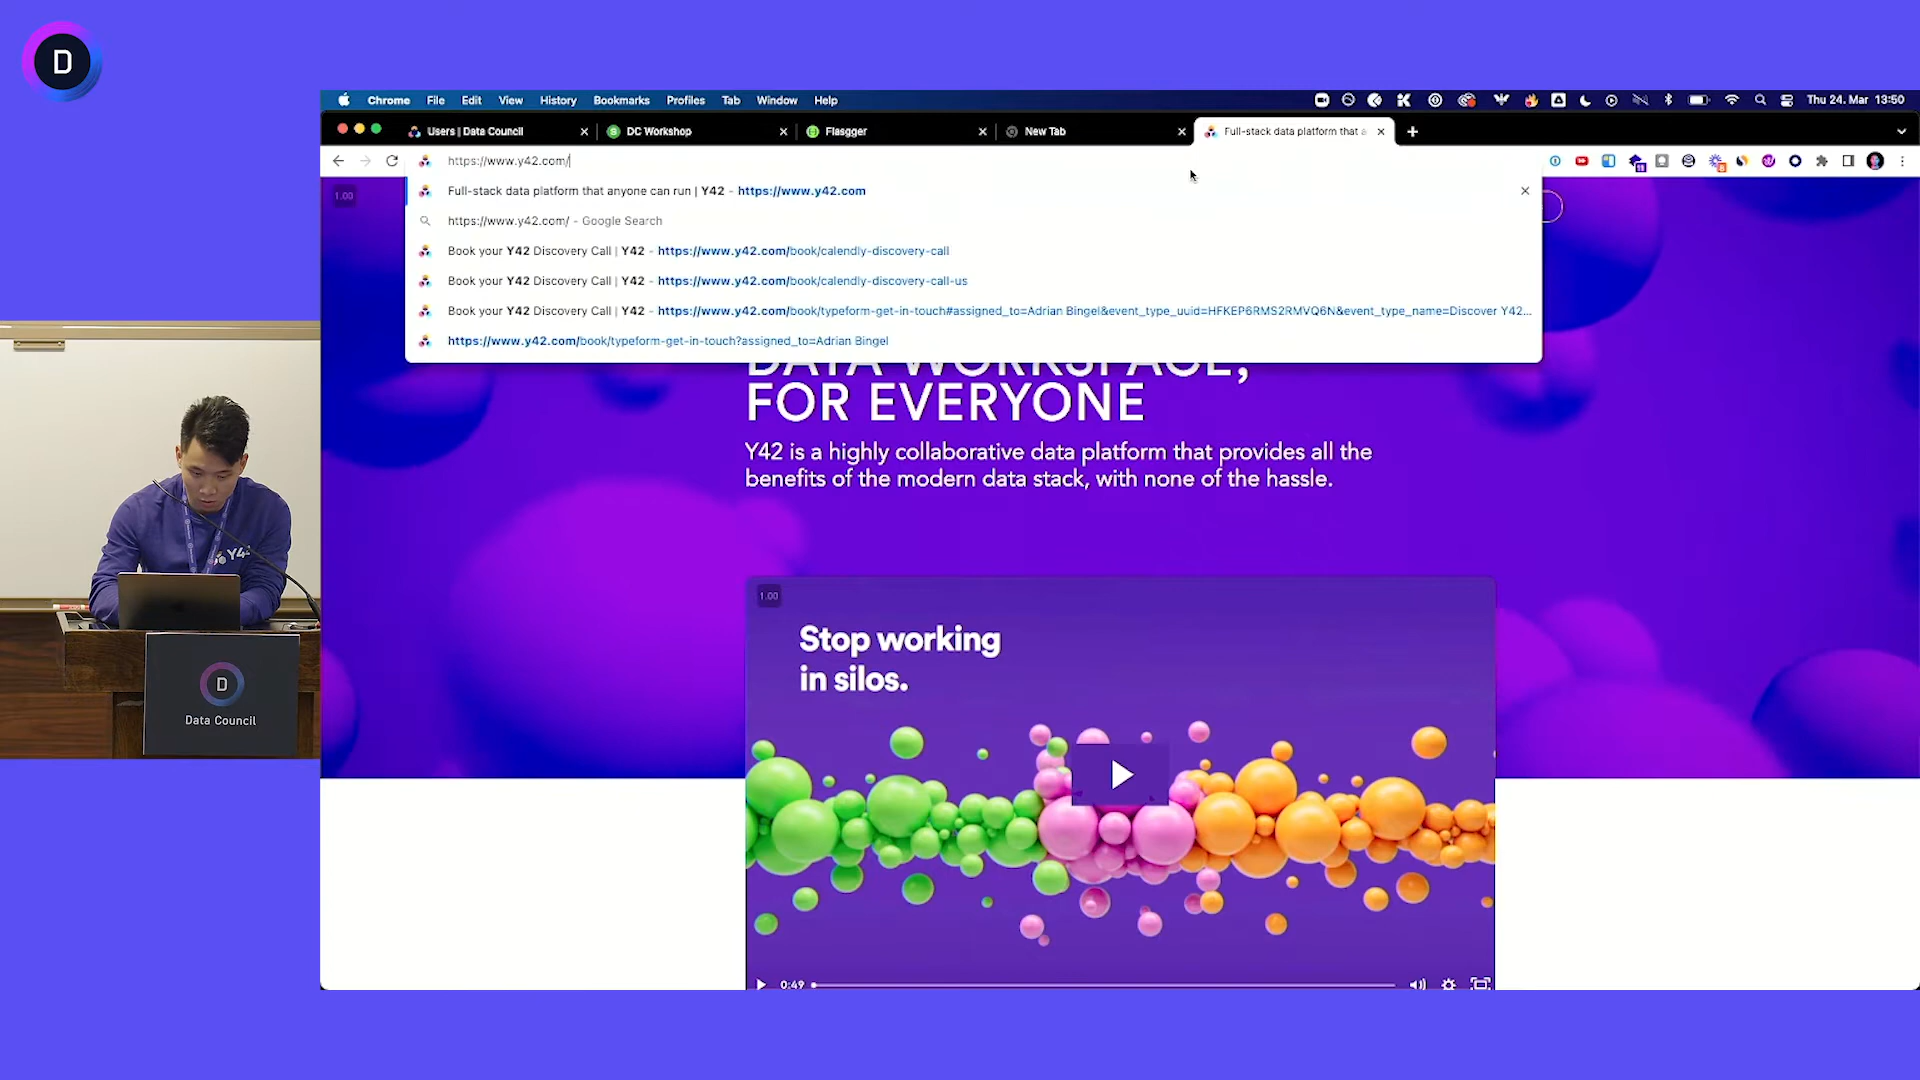 D
Chrome File Edit View History Bookmarks Profiles Tab Window Help
Thu 24. Mar 13:50
Users | Data Council
DC Workshop
Flasgger
New Tab
Full-stack data platform that a
https://www.y42.com/
Full-stack data platform that anyone can run | Y42 - https://www.y42.com
https://www.y42.com/ - Google Search
Book your Y42 Discovery Call | Y42 - https://www.y42.com/book/calendly-discovery-call
Book your Y42 Discovery Call | Y42 - https://www.y42.com/book/calendly-discovery-call-us
Book your Y42 Discovery Call | Y42 - https://www.y42.com/book/typeform-get-in-touch#assigned_to=Adrian Bingel&event_type_uuid=HFKEP6RMS2RMVQ6N&event_type_name=Discover Y42...
https://www.y42.com/book/typeform-get-in-touch?assigned_to=Adrian Bingel
1.00
DATA WORKSPACE,
FOR EVERYONE
Y42 is a highly collaborative data platform that provides all the
benefits of the modern data stack, with none of the hassle.
1.00
Stop working
in silos.
0:49
Y42
D
Data Council